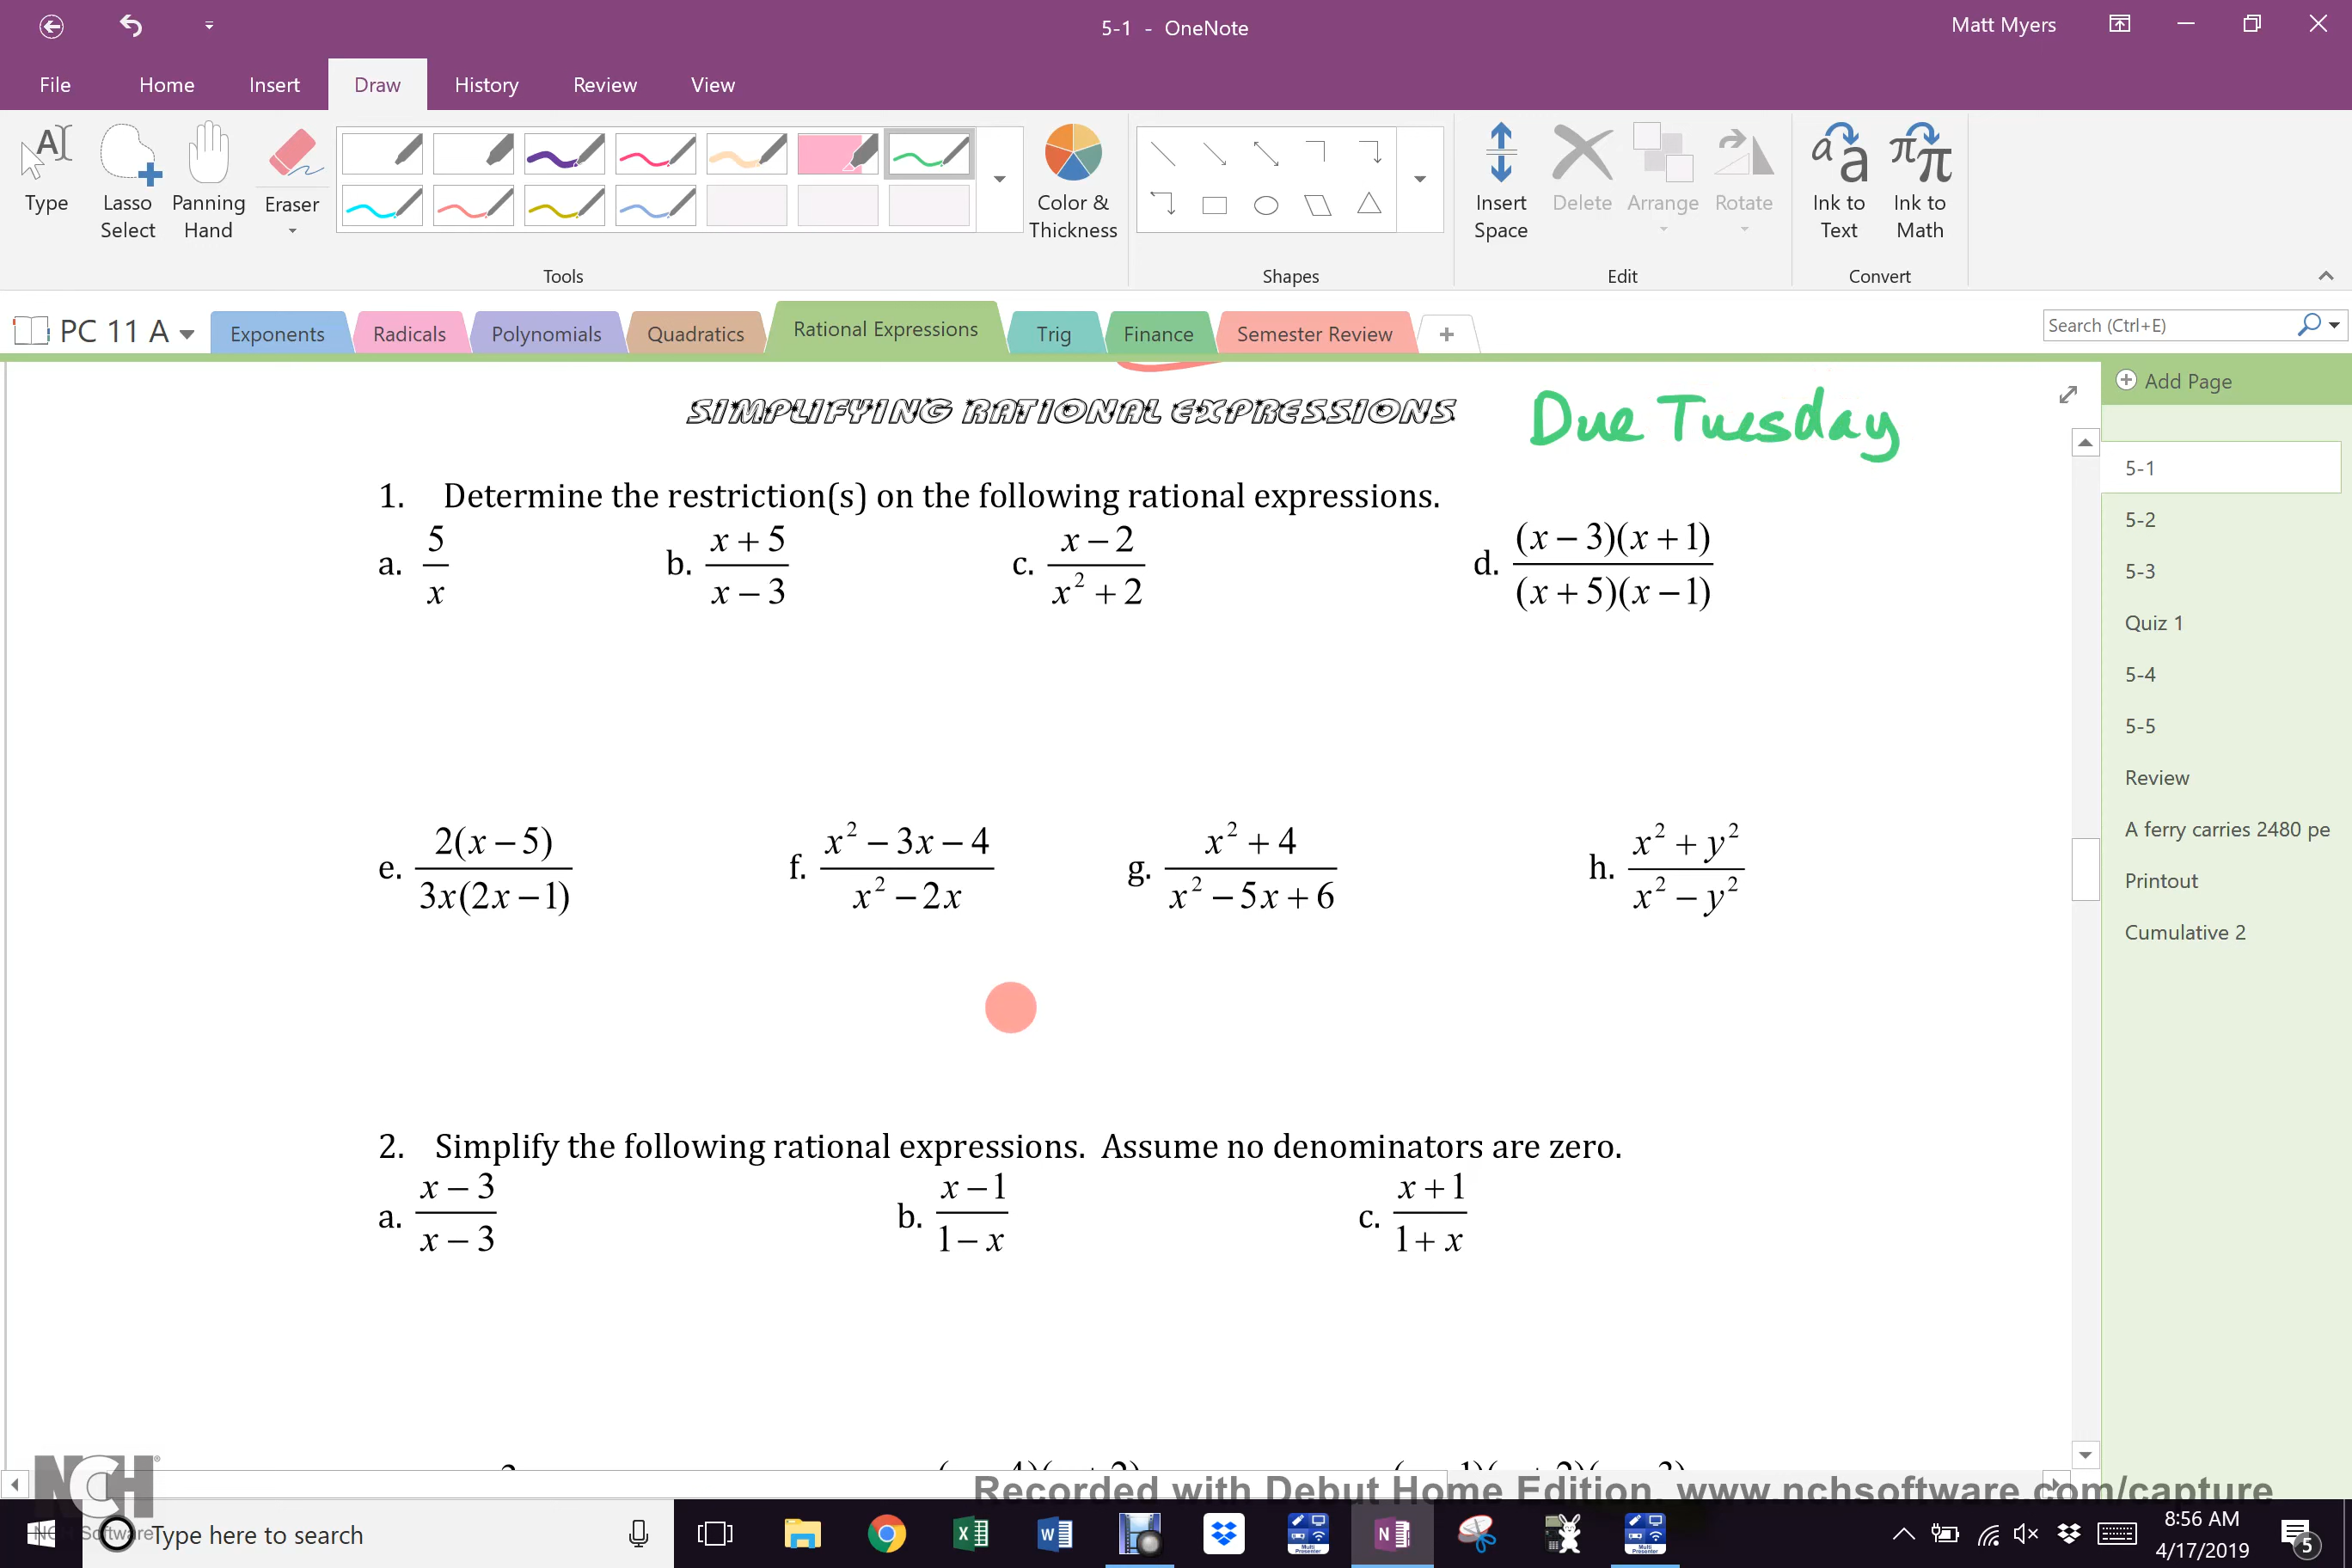 5-1 - OneNote
Matt Myers
File Home Insert Draw History Review View
Type
Lasso Select
Panning Hand
Eraser
Color & Thickness
Insert Space
Delete
Arrange
Rotate
Ink to Text
Ink to Math
Tools
Shapes
Edit
Convert
PC 11 A
Exponents Radicals Polynomials Quadratics Rational Expressions Trig Finance Semester Review
Search (Ctrl+E)
Add Page
5-1
5-2
5-3
Quiz 1
5-4
5-5
Review
A ferry carries 2480 pe
Printout
Cumulative 2
SIMPLIFYING RATIONAL EXPRESSIONS
Due Tuesday
1. Determine the restriction(s) on the following rational expressions.
a. 5/x b. (x + 5)/(x − 3) c. (x − 2)/(x² + 2) d. (x − 3)(x + 1)/(x + 5)(x − 1)
e. 2(x − 5)/3x(2x − 1) f. (x² − 3x − 4)/(x² − 2x) g. (x² + 4)/(x² − 5x + 6) h. (x² + y²)/(x² − y²)
2. Simplify the following rational expressions. Assume no denominators are zero.
a. (x − 3)/(x − 3) b. (x − 1)/(1 − x) c. (x + 1)/(1 + x)
Recorded with Debut Home Edition. www.nchsoftware.com/capture
NCH
NCH Software
Type here to search
8:56 AM
4/17/2019
5